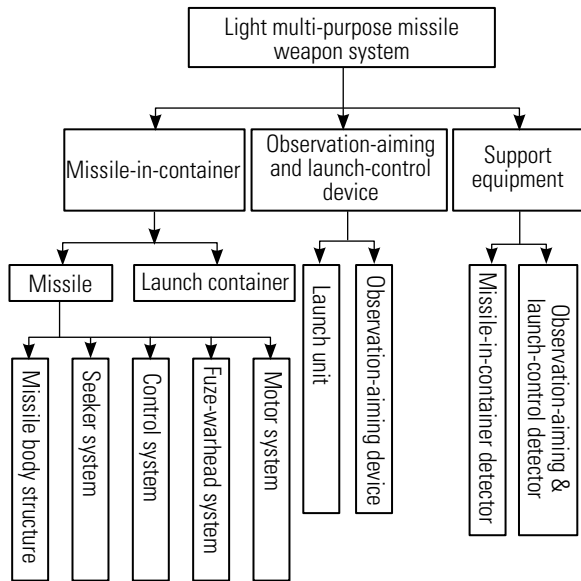 Light multi-purpose missile
weapon system
Missile-in-container
Observation-aiming
and launch-control
device
Support
equipment
Missile
Launch container
Launch unit
Observation-aiming device
Missile-in-container detector
Observation-aiming &
launch-control detector
Missile body structure
Seeker system
Control system
Fuze-warhead system
Motor system